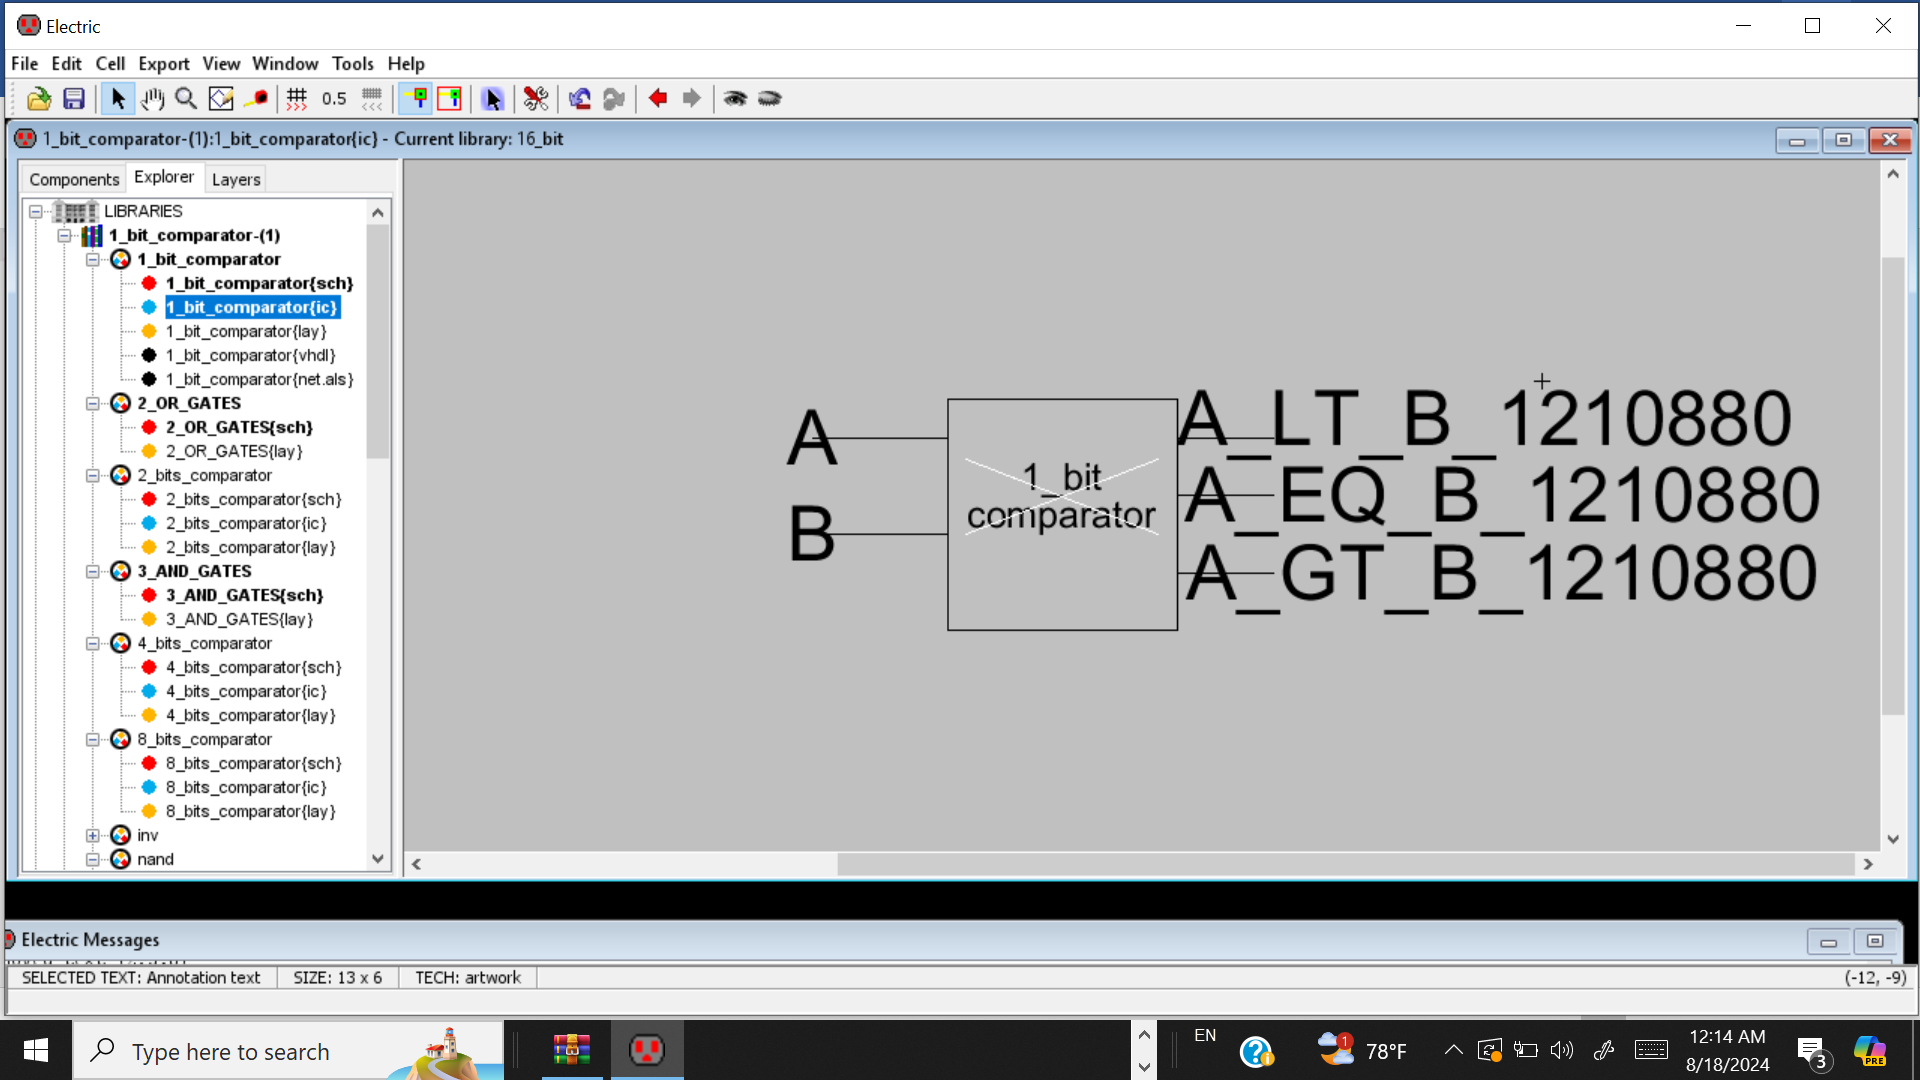 Electric
File Edit Cell Export View Window Tools Help
0.5
1_bit_comparator-(1):1_bit_comparator{ic} - Current library: 16_bit
Components Explorer Layers
LIBRARIES
1_bit_comparator-(1)
1_bit_comparator
1_bit_comparator{sch}
1_bit_comparator{ic}
1_bit_comparator{lay}
1_bit_comparator{vhdl}
1_bit_comparator{net.als}
2_OR_GATES
2_OR_GATES{sch}
2_OR_GATES{lay}
2_bits_comparator
2_bits_comparator{sch}
2_bits_comparator{ic}
2_bits_comparator{lay}
3_AND_GATES
3_AND_GATES{sch}
3_AND_GATES{lay}
4_bits_comparator
4_bits_comparator{sch}
4_bits_comparator{ic}
4_bits_comparator{lay}
8_bits_comparator
8_bits_comparator{sch}
8_bits_comparator{ic}
8_bits_comparator{lay}
inv
nand
A
B
1_bit
comparator
A_LT_B_1210880
A_EQ_B_1210880
A_GT_B_1210880
Electric Messages
SELECTED TEXT: Annotation text SIZE: 13 x 6 TECH: artwork (-12, -9)
Type here to search
EN
1
78°F
12:14 AM
8/18/2024
3
PRE